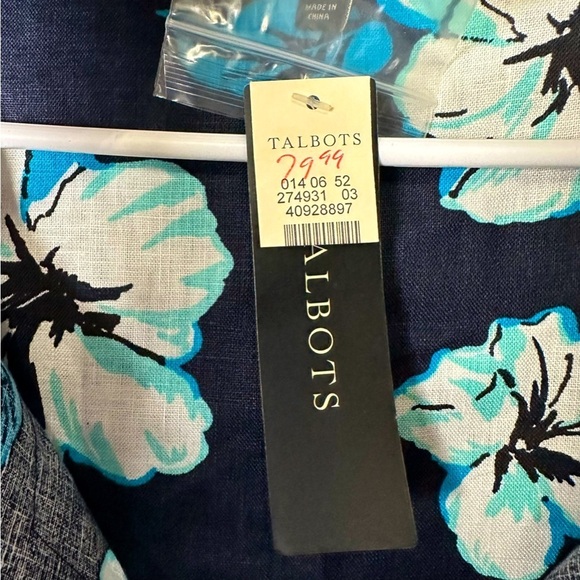 MADE IN
CHINA
TALBOTS
79.99
014 06 52
274931 03
40928897
TALBOTS